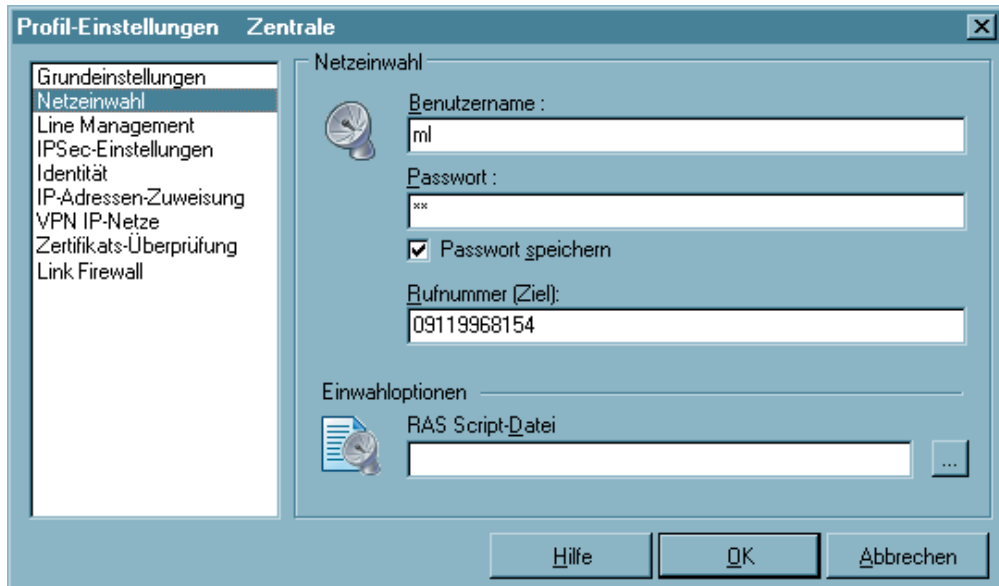 Profil-Einstellungen Zentrale
Grundeinstellungen
Netzeinwahl
Line Management
IPSec-Einstellungen
Identität
IP-Adressen-Zuweisung
VPN IP-Netze
Zertifikats-Überprüfung
Link Firewall
Netzeinwahl
Benutzername :
ml
Passwort :
**
Passwort speichern
Rufnummer (Ziel):
09119968154
Einwahloptionen
RAS Script-Datei
...
Hilfe
OK
Abbrechen